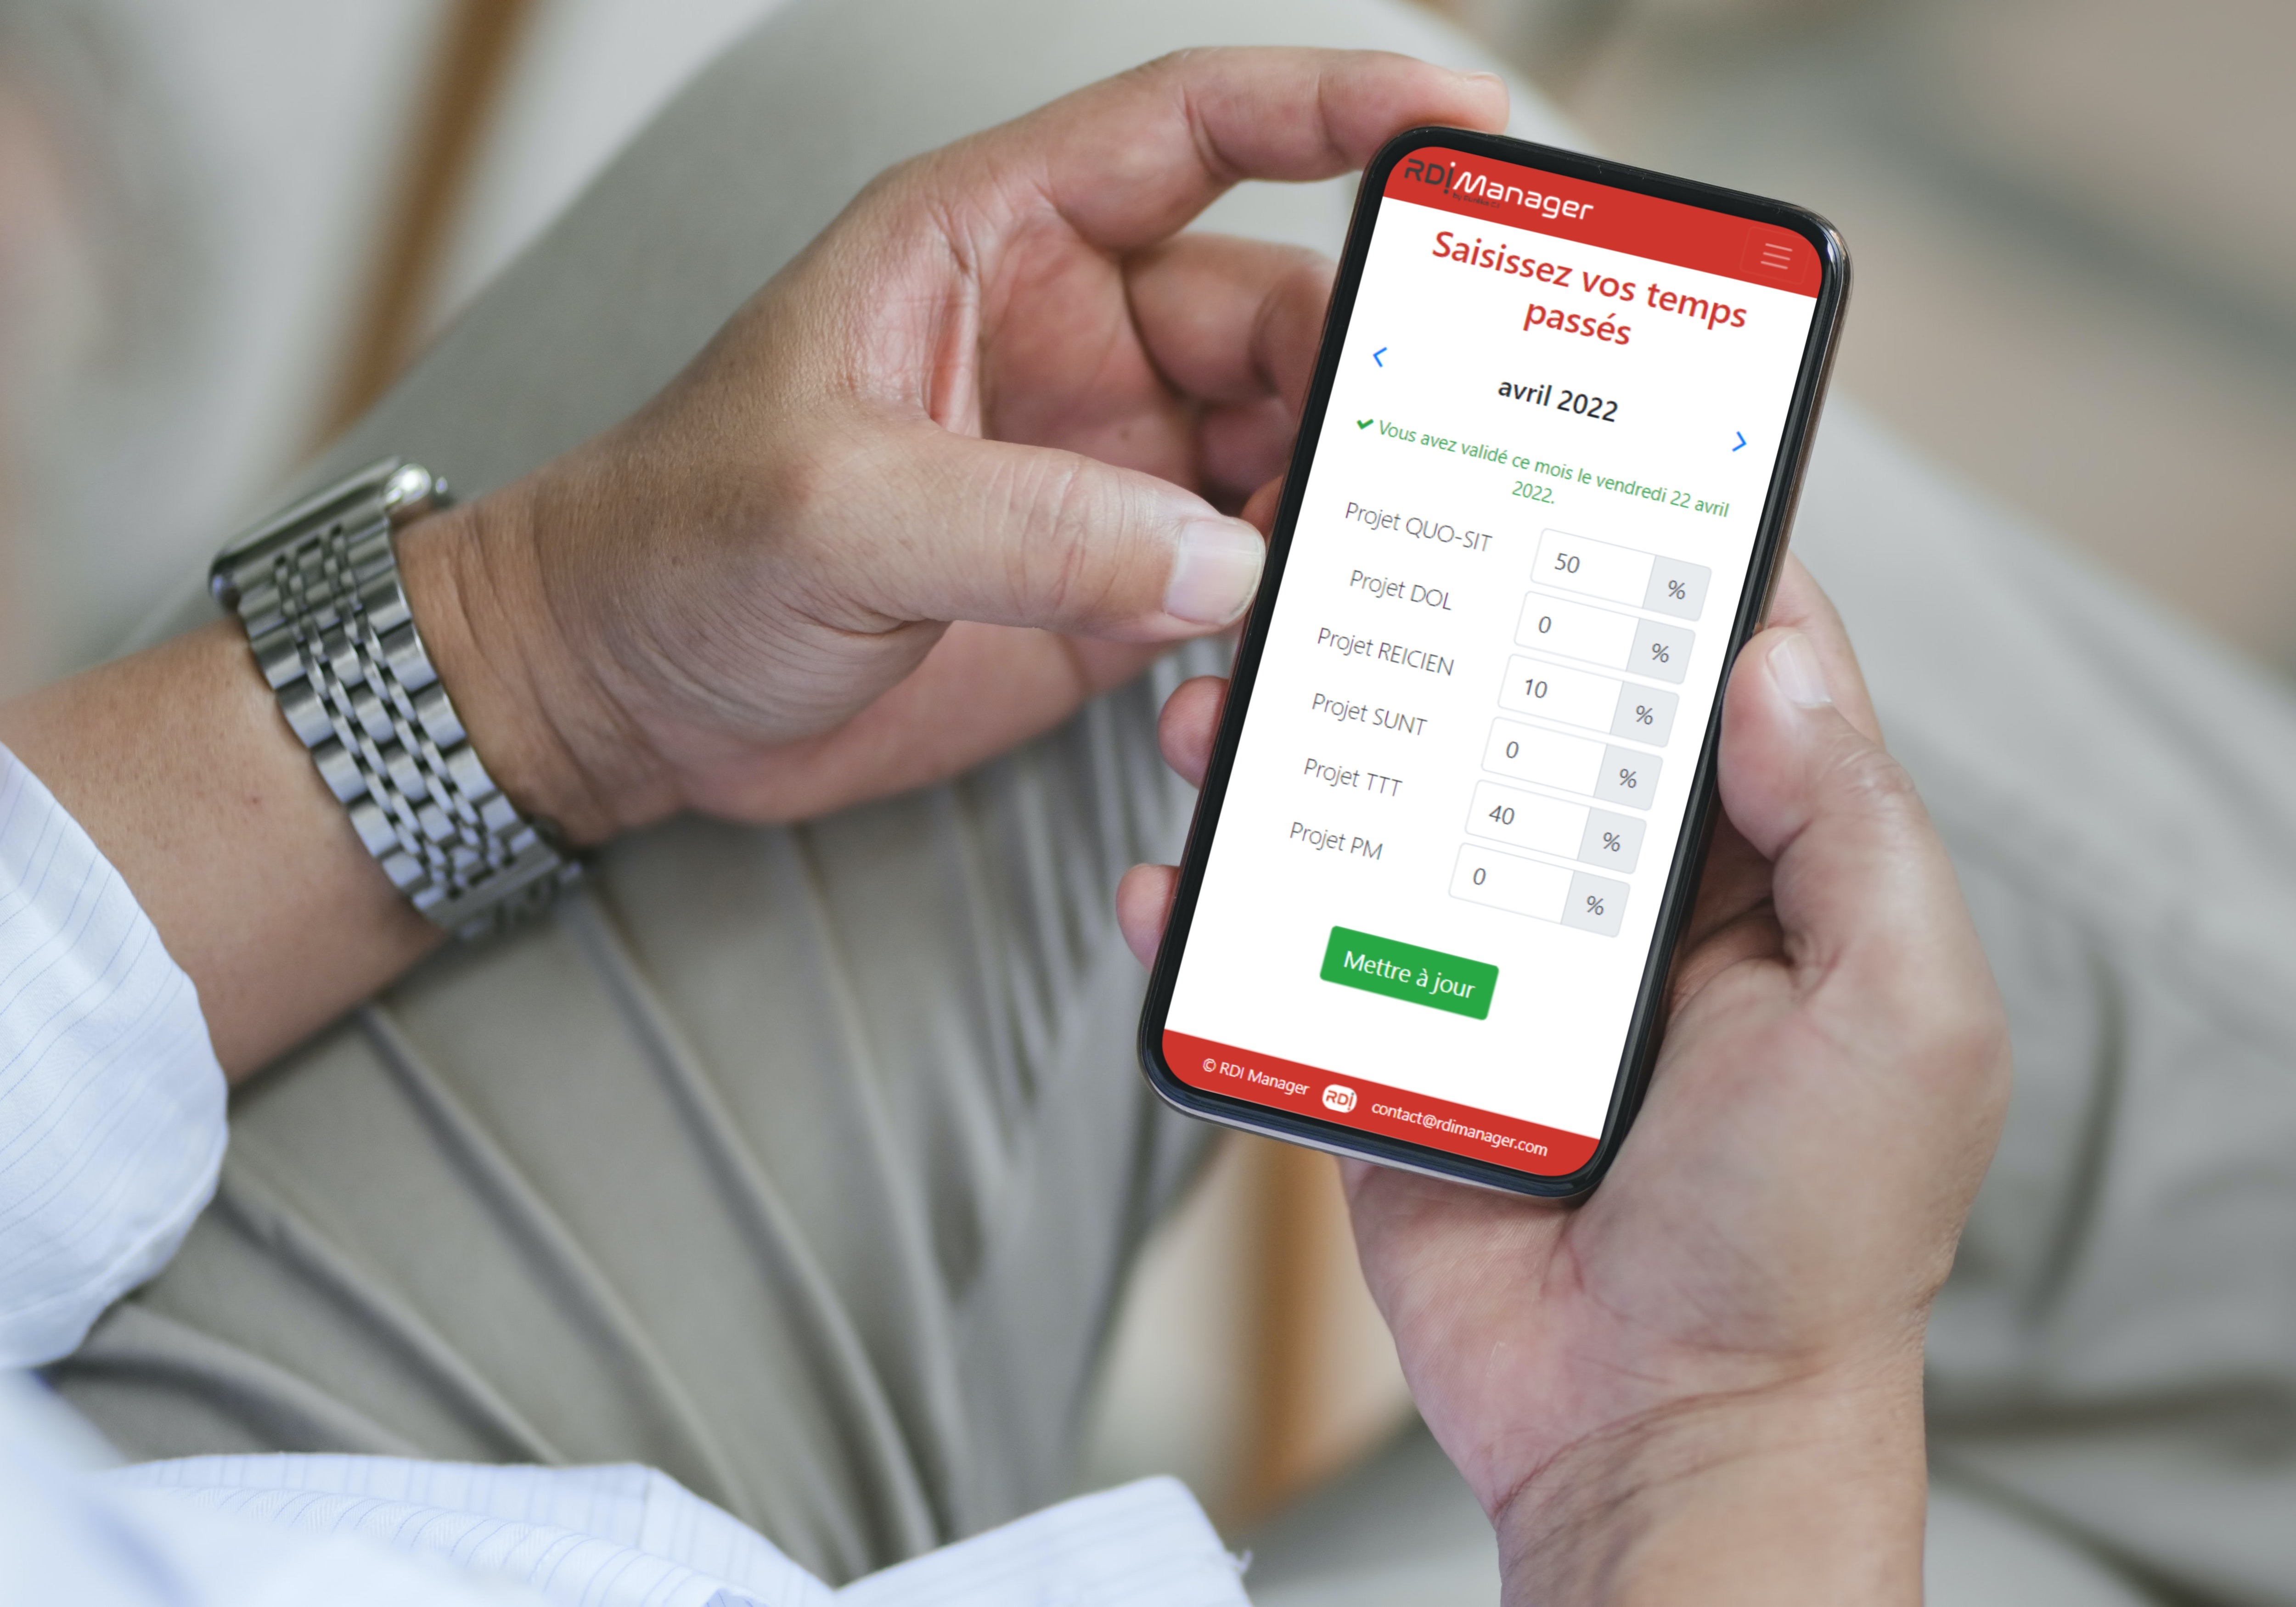 RDI Manager
Saisissez vos temps
passés
avril 2022
Vous avez validé ce mois le vendredi 22 avril
2022.
Projet QUO-SIT 50 %
Projet DOL 0 %
Projet REICIEN 10 %
Projet SUNT 0 %
Projet TTT 40 %
Projet PM 0 %
Mettre à jour
© RDI Manager RDI contact@rdimanager.com